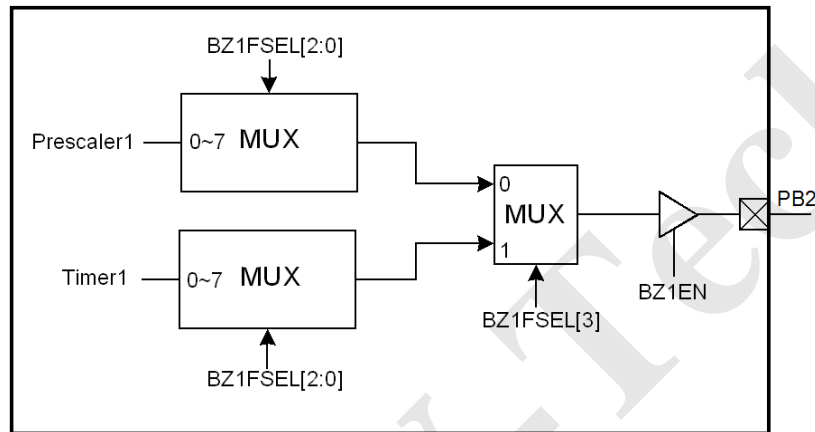 BZ1FSEL[2:0]
Prescaler1
0~7 MUX
0
MUX
1
PB2
Timer1
0~7 MUX
BZ1EN
BZ1FSEL[3]
BZ1FSEL[2:0]